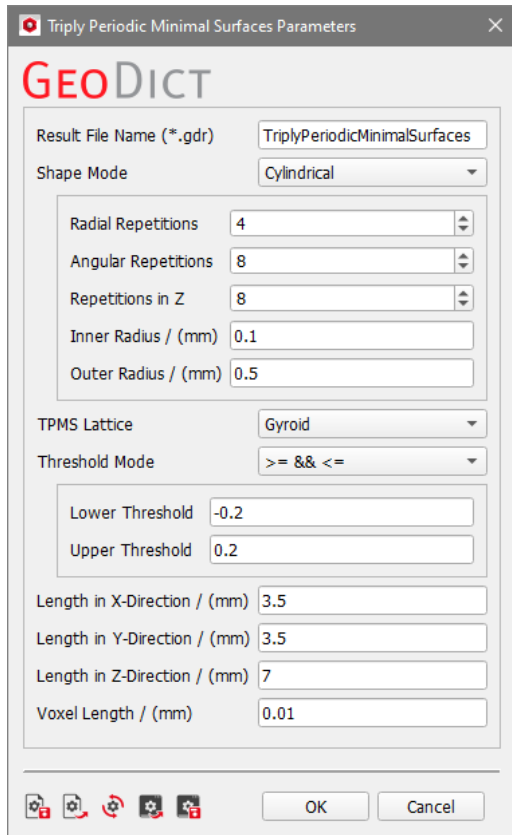 Triply Periodic Minimal Surfaces Parameters
GEODICT
Result File Name (*.gdr) TriplyPeriodicMinimalSurfaces
Shape Mode Cylindrical
Radial Repetitions 4
Angular Repetitions 8
Repetitions in Z 8
Inner Radius / (mm) 0.1
Outer Radius / (mm) 0.5
TPMS Lattice Gyroid
Threshold Mode >= && <=
Lower Threshold -0.2
Upper Threshold 0.2
Length in X-Direction / (mm) 3.5
Length in Y-Direction / (mm) 3.5
Length in Z-Direction / (mm) 7
Voxel Length / (mm) 0.01
OK Cancel